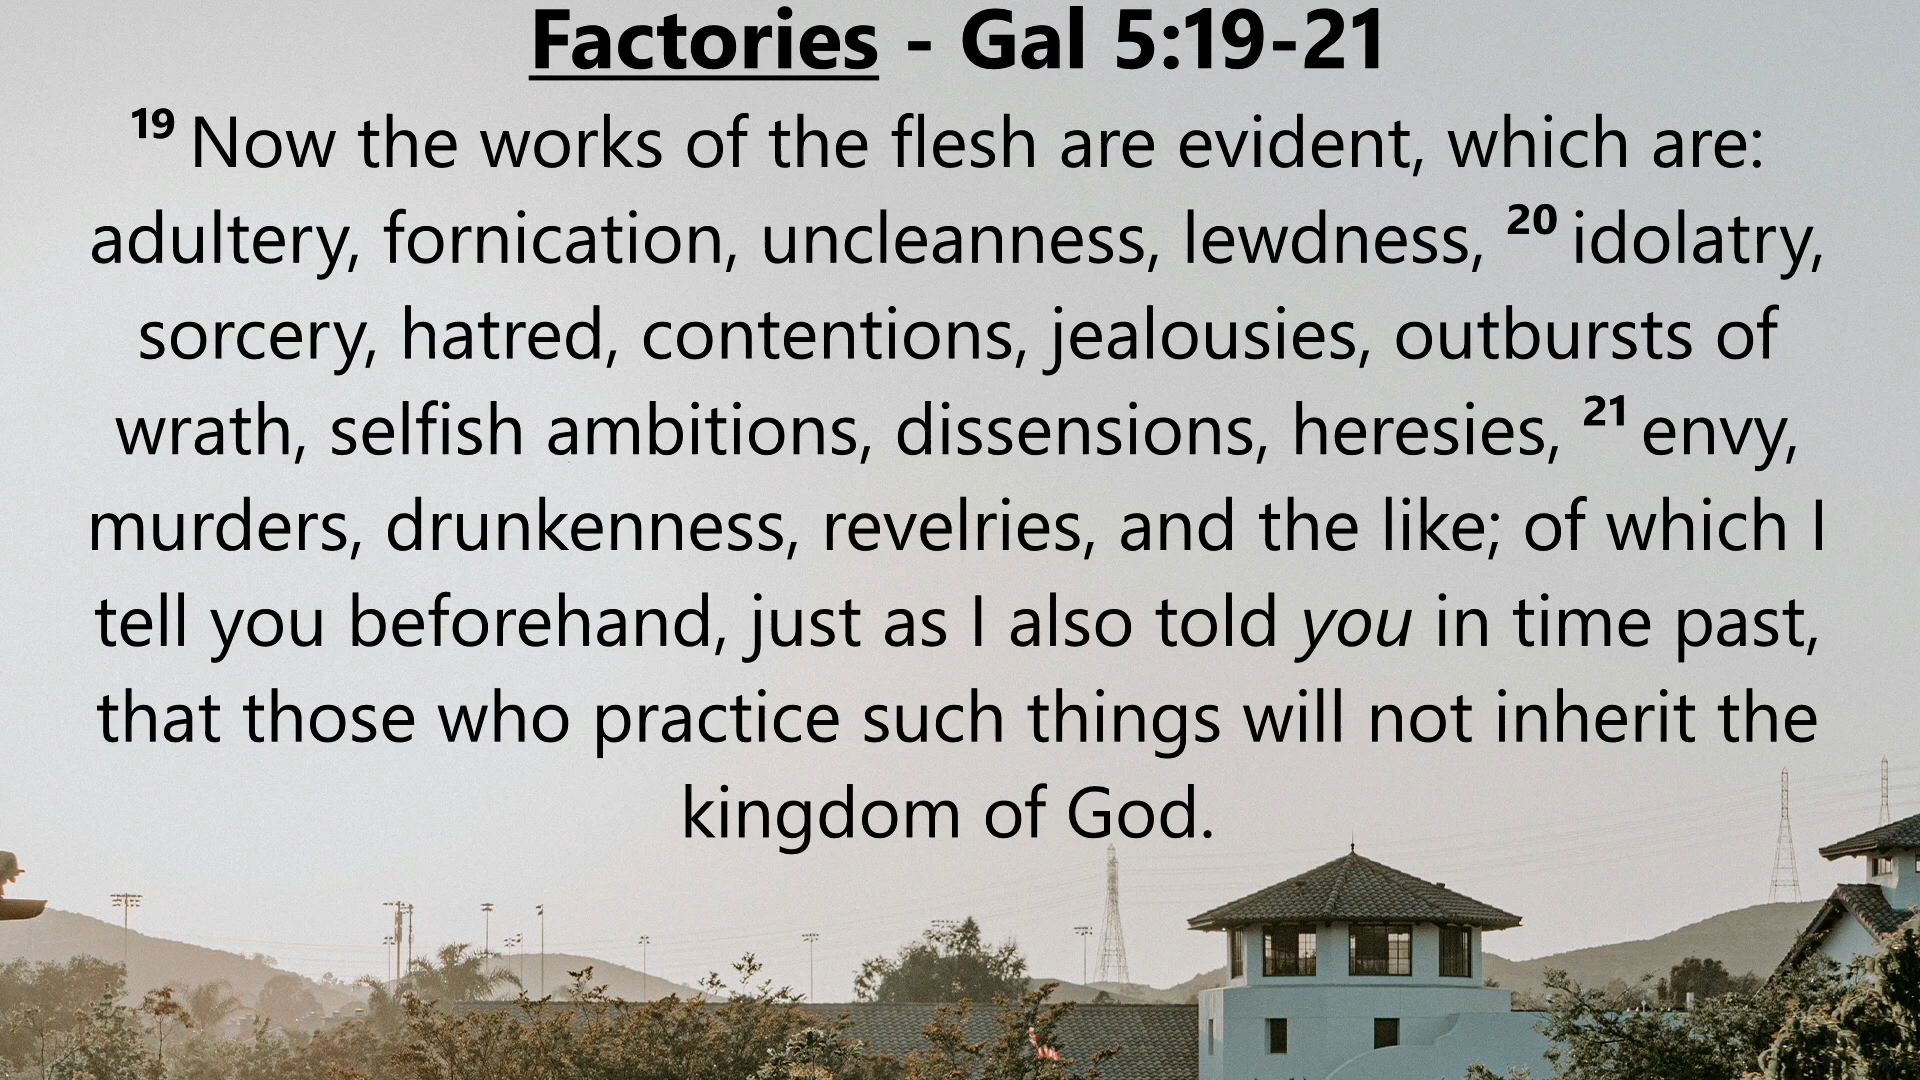 Factories - Gal 5:19-21
19 Now the works of the flesh are evident, which are:
adultery, fornication, uncleanness, lewdness, 20 idolatry,
sorcery, hatred, contentions, jealousies, outbursts of
wrath, selfish ambitions, dissensions, heresies, 21 envy,
murders, drunkenness, revelries, and the like; of which I
tell you beforehand, just as I also told you in time past,
that those who practice such things will not inherit the
kingdom of God.